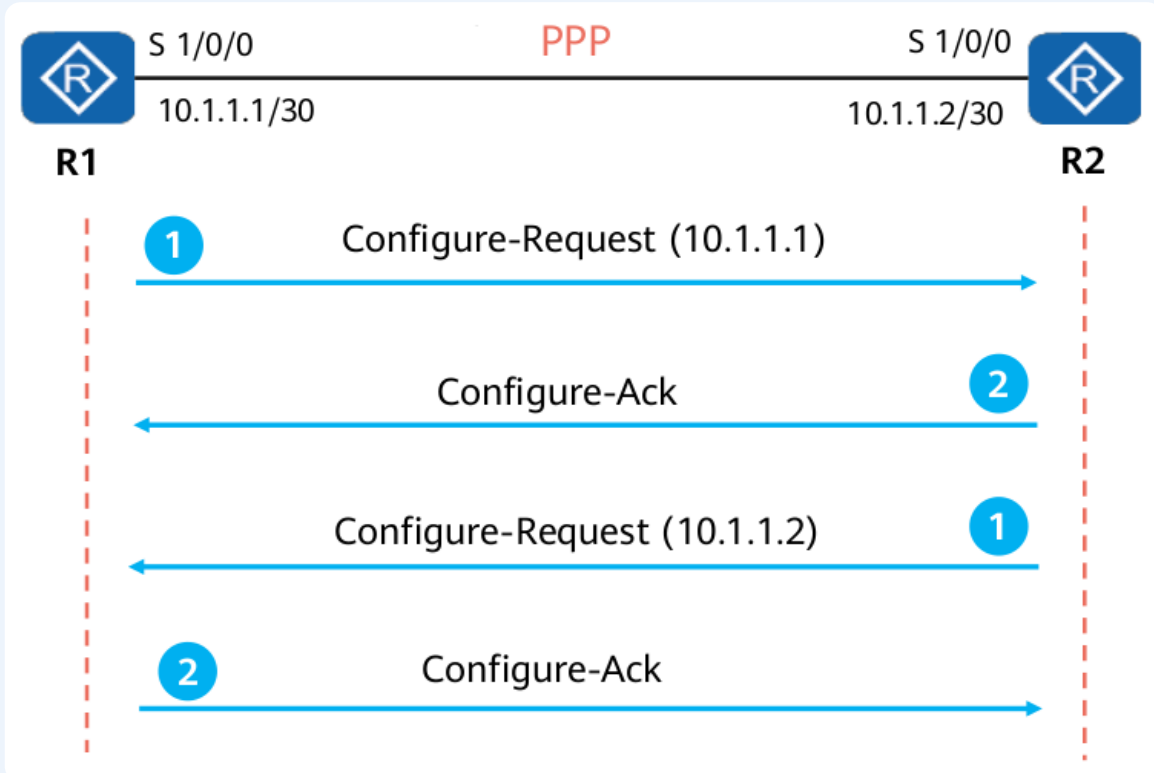 S 1/0/0 PPP S 1/0/0
R R
10.1.1.1/30 10.1.1.2/30
R1 R2
1 Configure-Request (10.1.1.1)
Configure-Ack 2
Configure-Request (10.1.1.2) 1
2 Configure-Ack